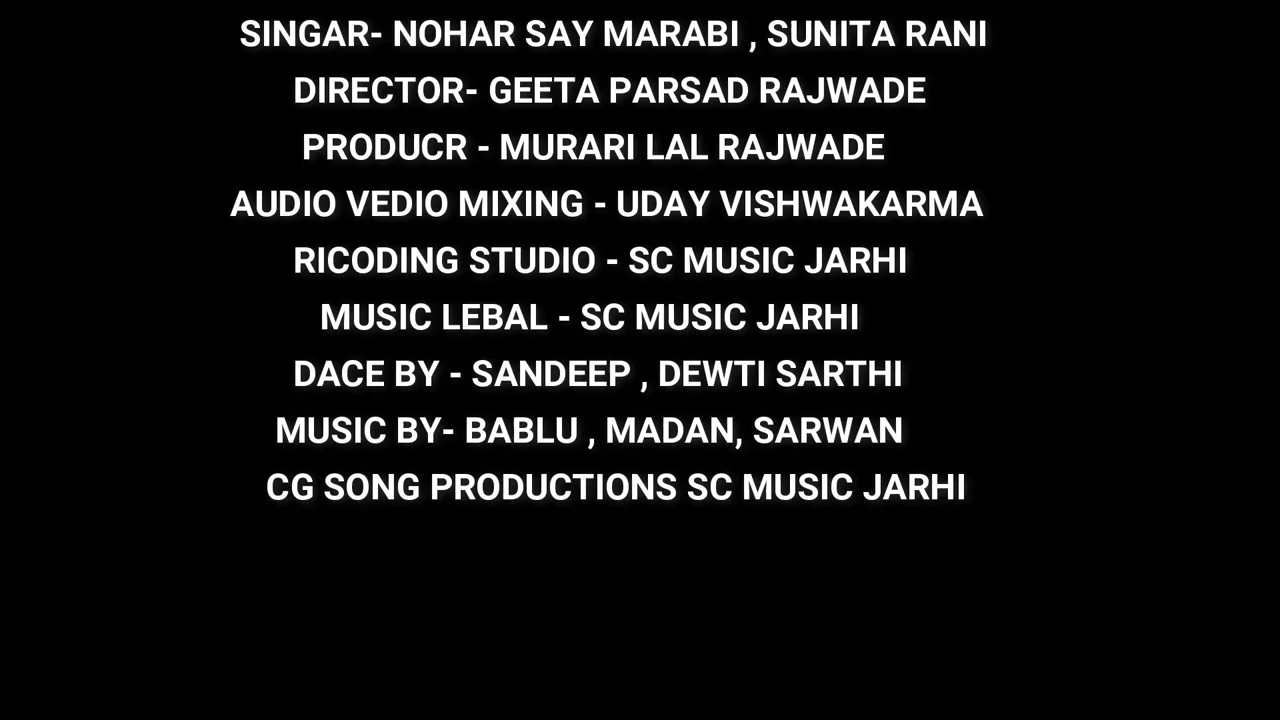 SINGAR- NOHAR SAY MARABI , SUNITA RANI
DIRECTOR- GEETA PARSAD RAJWADE
PRODUCR - MURARI LAL RAJWADE
AUDIO VEDIO MIXING - UDAY VISHWAKARMA
RICODING STUDIO - SC MUSIC JARHI
MUSIC LEBAL - SC MUSIC JARHI
DACE BY - SANDEEP , DEWTI SARTHI
MUSIC BY- BABLU , MADAN, SARWAN
CG SONG PRODUCTIONS SC MUSIC JARHI